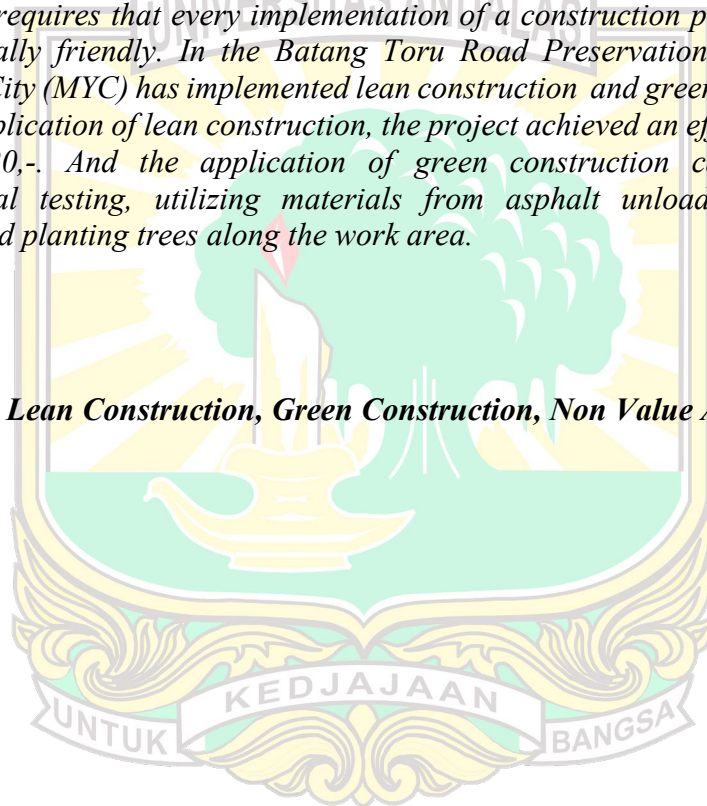 requires that every implementation of a construction p
ally friendly. In the Batang Toru Road Preservation
City (MYC) has implemented lean construction and green
plication of lean construction, the project achieved an ef
00,-. And the application of green construction c
al testing, utilizing materials from asphalt unload
d planting trees along the work area.
Lean Construction, Green Construction, Non Value A
UNTUK KEDJAJAAN BANGSA